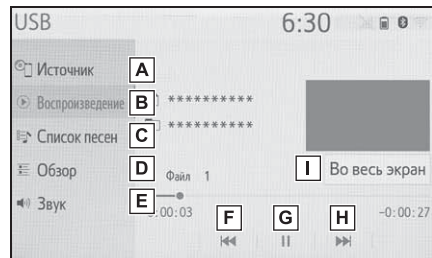 USB 6:30
Источник A
Воспроизведение B **********
Список песен C **********
Обзор D Файл 1 I Во весь экран
Звук E
0:00:03 F G H -0:00:27